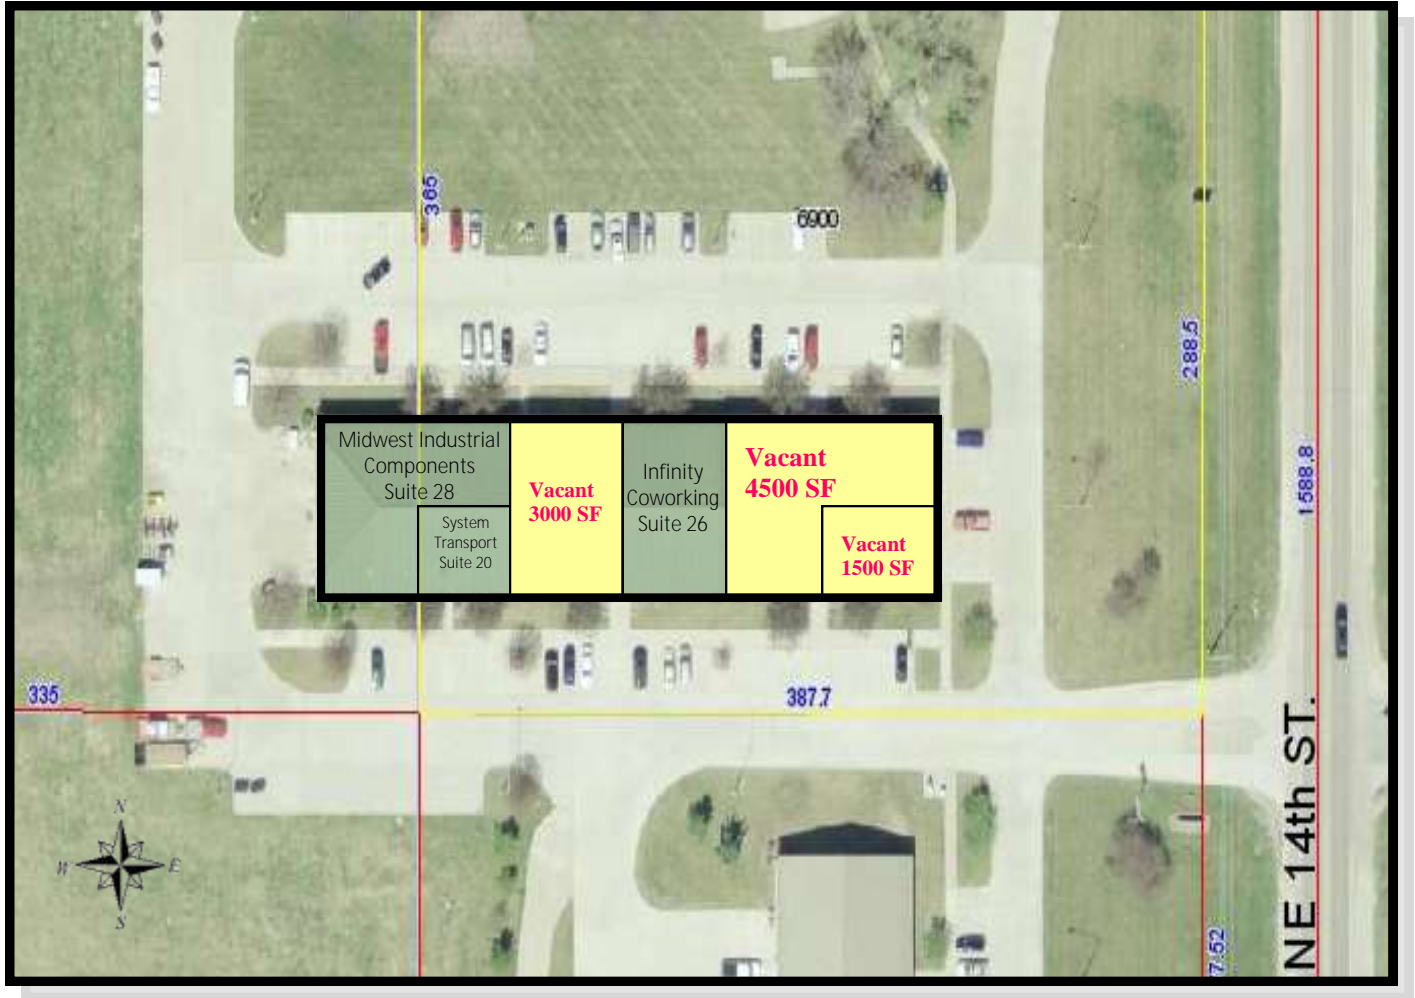 365
6900
288.5
1588.8
Midwest Industrial
Components
Suite 28
System
Transport
Suite 20
Vacant
3000 SF
Infinity
Coworking
Suite 26
Vacant
4500 SF
Vacant
1500 SF
335
387.7
NE 14th ST.
7.52
N
W
E
S